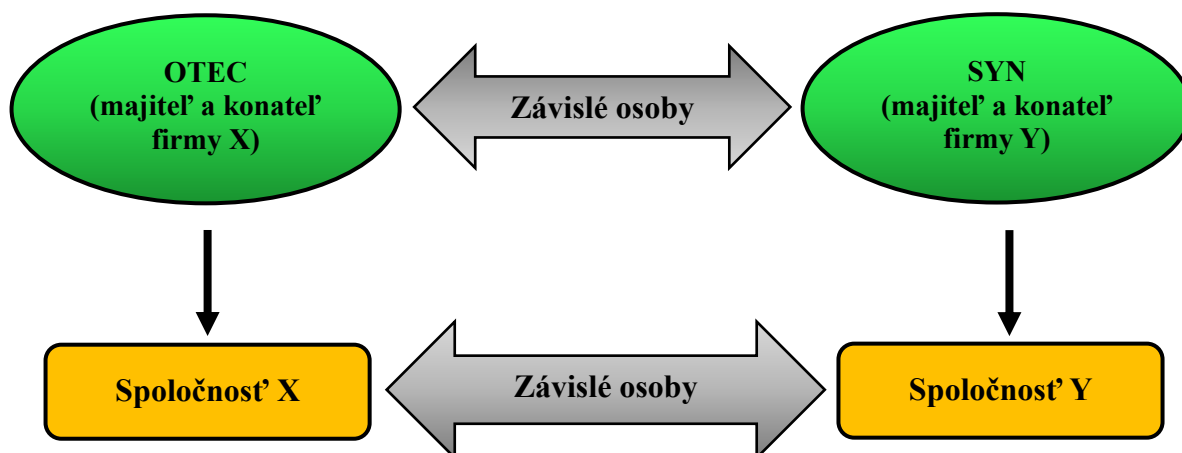 OTEC
(majiteľ a konateľ
firmy X)
Závislé osoby
SYN
(majiteľ a konateľ
firmy Y)
Spoločnosť X
Závislé osoby
Spoločnosť Y